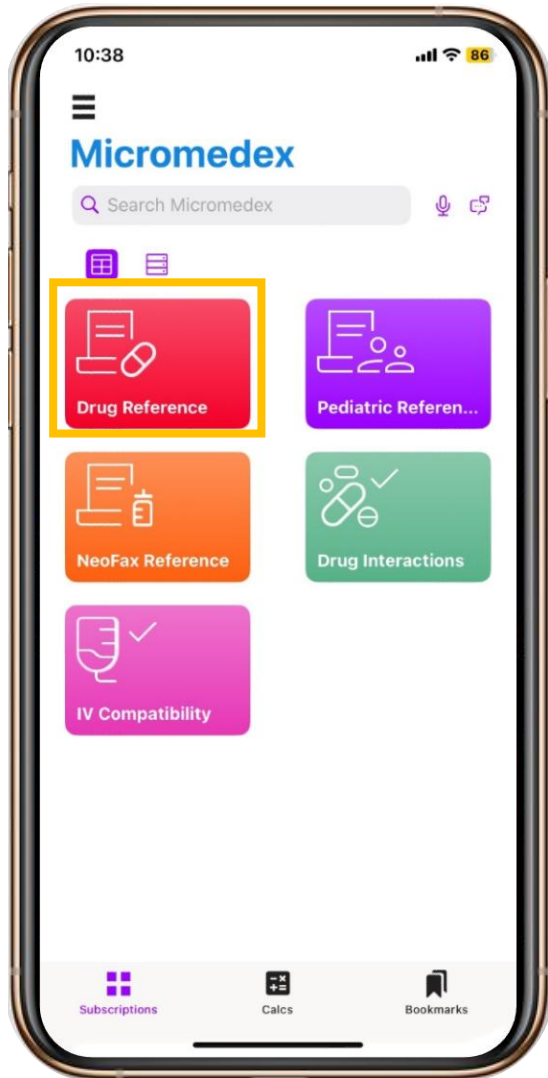 10:38 86
Micromedex
Search Micromedex
Drug Reference
Pediatric Referen...
NeoFax Reference
Drug Interactions
IV Compatibility
Subscriptions
Calcs
Bookmarks